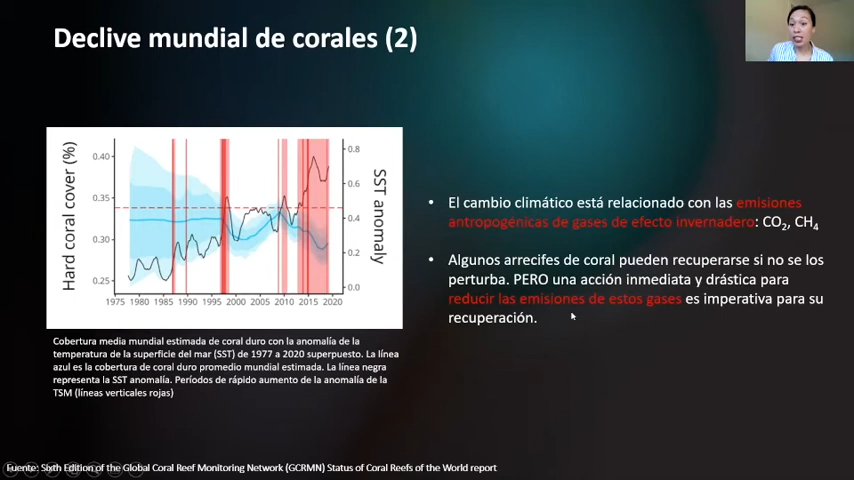 Declive mundial de corales (2)
Hard coral cover (%)
0.40
0.35
0.30
0.25
0.8
0.6
0.4
0.2
0.0
SST anomaly
1975 1980 1985 1990 1995 2000 2005 2010 2015 2020
Cobertura media mundial estimada de coral duro con la anomalía de la
temperatura de la superficie del mar (SST) de 1977 a 2020 superpuesto. La línea
azul es la cobertura de coral duro promedio mundial estimada. La línea negra
representa la SST anomalía. Períodos de rápido aumento de la anomalía de la
TSM (líneas verticales rojas)
• El cambio climático está relacionado con las emisiones
antropogénicas de gases de efecto invernadero: CO₂, CH₄
• Algunos arrecifes de coral pueden recuperarse si no se los
perturba. PERO una acción inmediata y drástica para
reducir las emisiones de estos gases es imperativa para su
recuperación.
Fuente: Sixth Edition of the Global Coral Reef Monitoring Network (GCRMN) Status of Coral Reefs of the World report